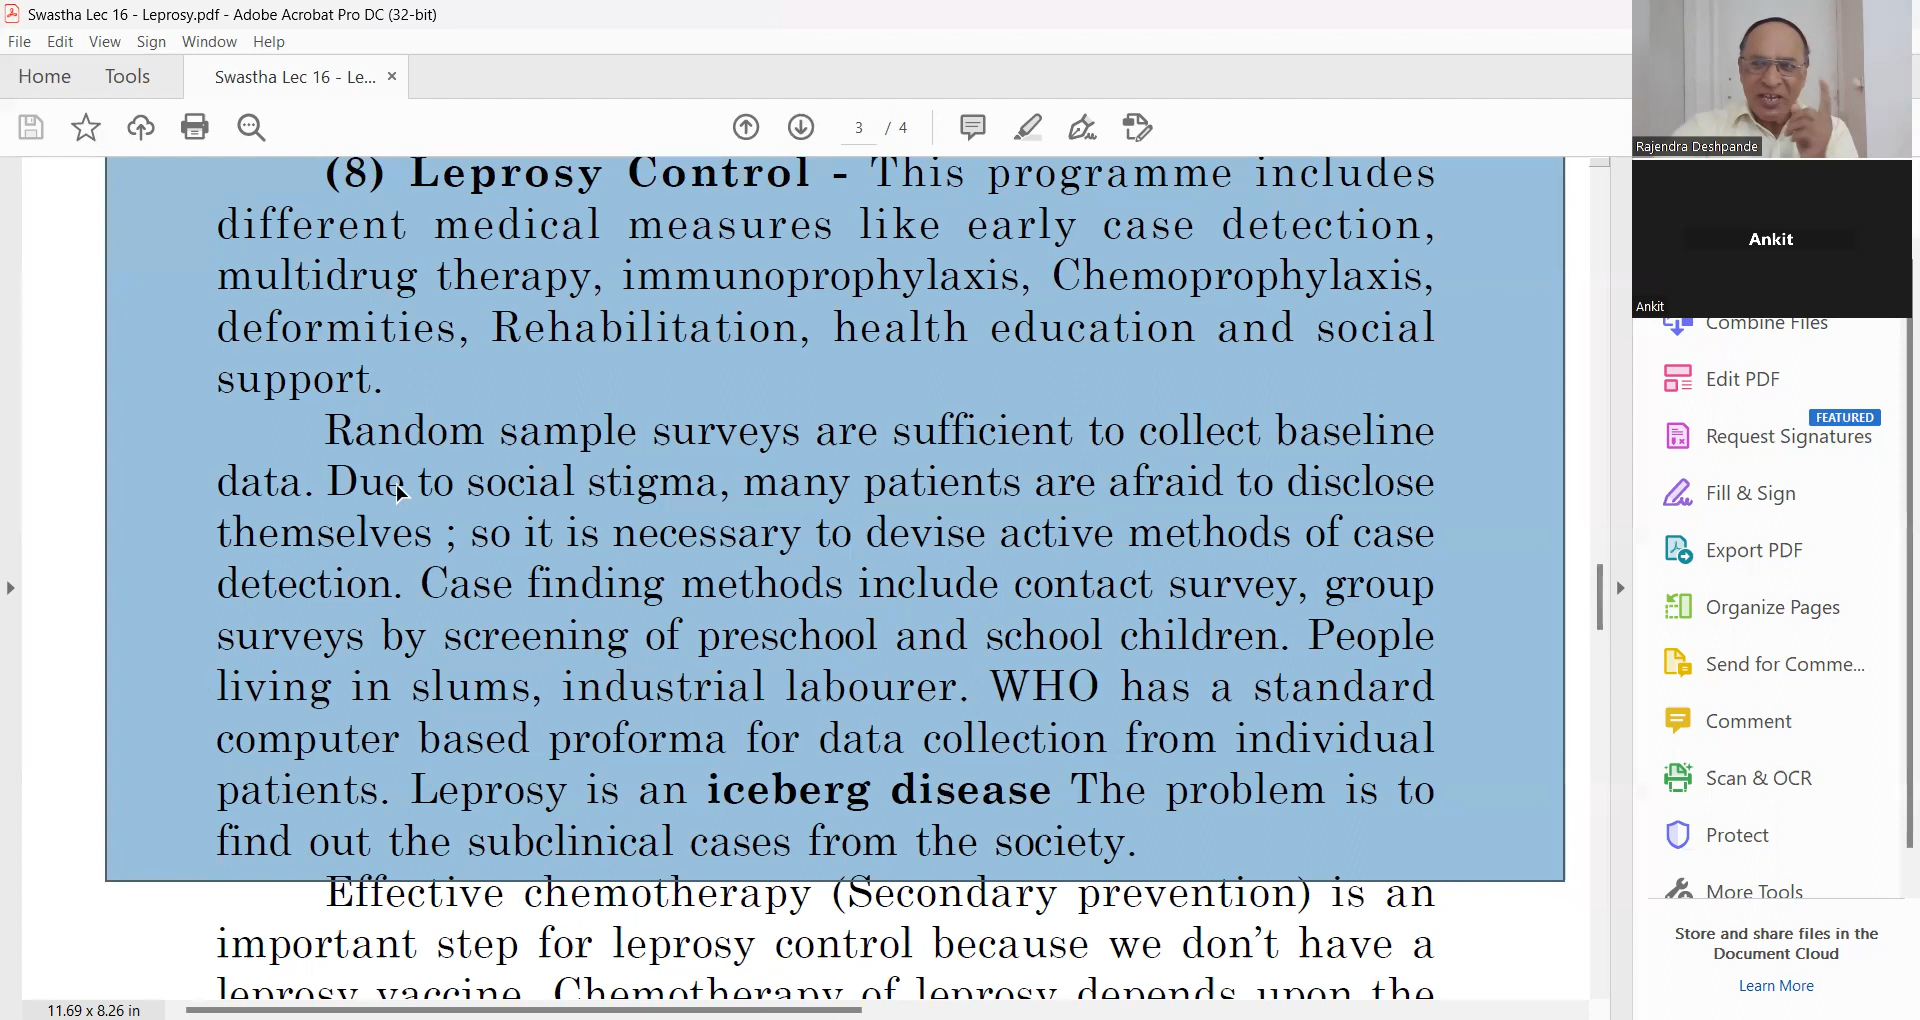 Swastha Lec 16 - Leprosy.pdf - Adobe Acrobat Pro DC (32-bit)
File Edit View Sign Window Help
Home Tools Swastha Lec 16 - Le... ×
3 / 4
(8) Leprosy Control - This programme includes
different medical measures like early case detection,
multidrug therapy, immunoprophylaxis, Chemoprophylaxis,
deformities, Rehabilitation, health education and social
support.
Random sample surveys are sufficient to collect baseline
data. Due to social stigma, many patients are afraid to disclose
themselves ; so it is necessary to devise active methods of case
detection. Case finding methods include contact survey, group
surveys by screening of preschool and school children. People
living in slums, industrial labourer. WHO has a standard
computer based proforma for data collection from individual
patients. Leprosy is an iceberg disease The problem is to
find out the subclinical cases from the society.
Effective chemotherapy (Secondary prevention) is an
important step for leprosy control because we don't have a
leprosy vaccine. Chemotherapy of leprosy depends upon the
11.69 x 8.26 in
Rajendra Deshpande
Ankit
Ankit
Combine Files
Edit PDF
FEATURED
Request Signatures
Fill & Sign
Export PDF
Organize Pages
Send for Comme...
Comment
Scan & OCR
Protect
More Tools
Store and share files in the
Document Cloud
Learn More